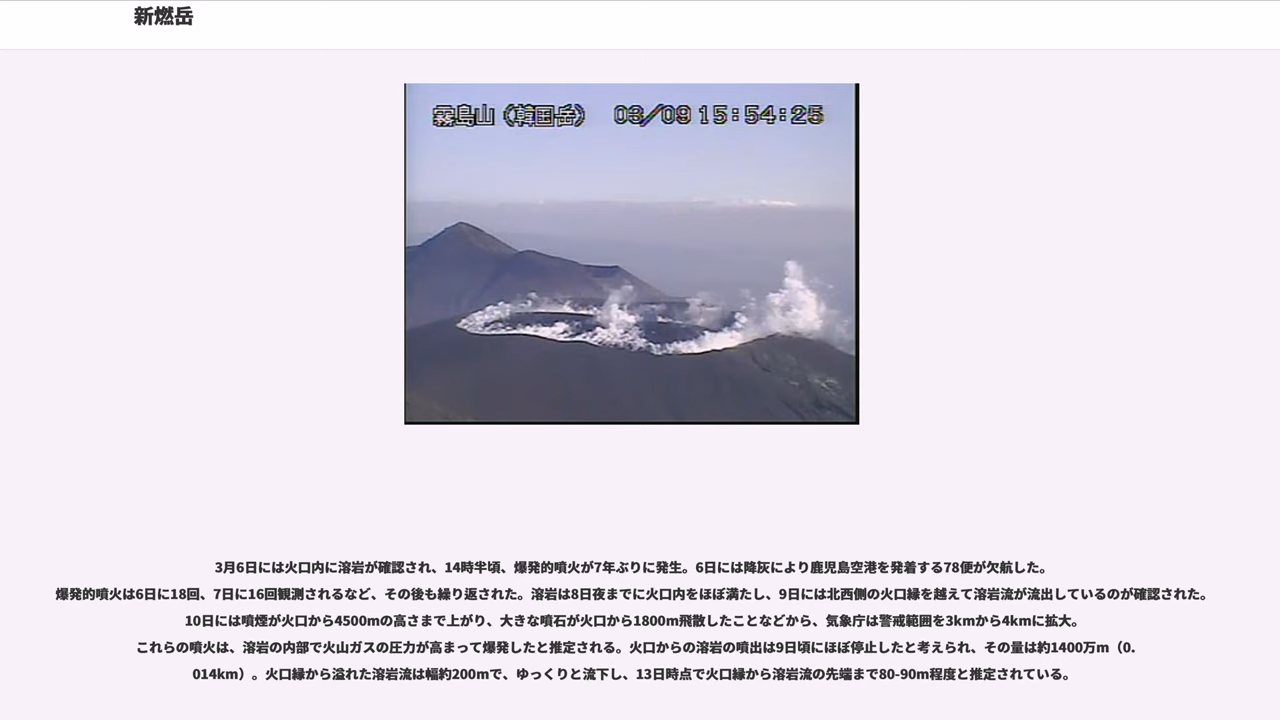 新燃岳
霧島山（韓国岳） 03/09 15:54:25
3月6日には火口内に溶岩が確認され、14時半頃、爆発的噴火が7年ぶりに発生。6日には降灰により鹿児島空港を発着する78便が欠航した。
爆発的噴火は6日に18回、7日に16回観測されるなど、その後も繰り返された。溶岩は8日夜までに火口内をほぼ満たし、9日には北西側の火口縁を越えて溶岩流が流出しているのが確認された。
10日には噴煙が火口から4500mの高さまで上がり、大きな噴石が火口から1800m飛散したことなどから、気象庁は警戒範囲を3kmから4kmに拡大。
これらの噴火は、溶岩の内部で火山ガスの圧力が高まって爆発したと推定される。火口からの溶岩の噴出は9日頃にほぼ停止したと考えられ、その量は約1400万m（0.
014km）。火口縁から溢れた溶岩流は幅約200mで、ゆっくりと流下し、13日時点で火口縁から溶岩流の先端まで80-90m程度と推定されている。